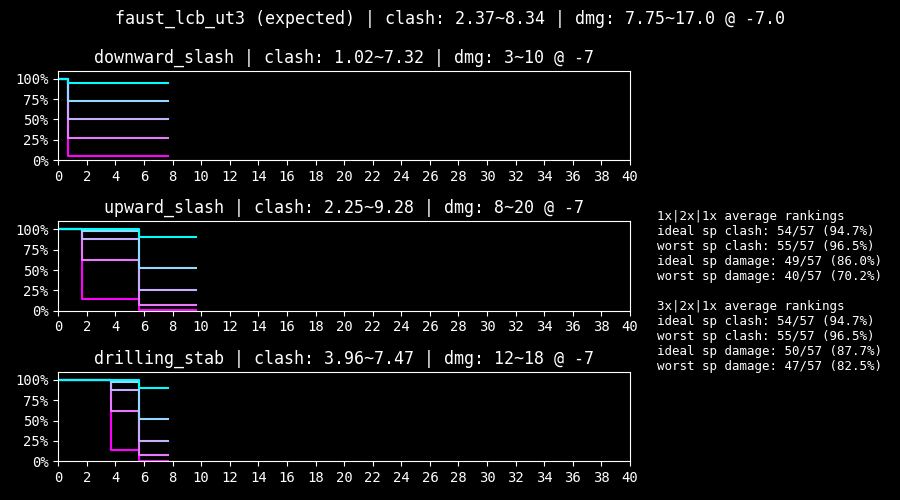 faust_lcb_ut3 (expected) | clash: 2.37~8.34 | dmg: 7.75~17.0 @ -7.0
downward_slash | clash: 1.02~7.32 | dmg: 3~10 @ -7
100%
75%
50%
25%
0%
0 2 4 6 8 10 12 14 16 18 20 22 24 26 28 30 32 34 36 38 40
upward_slash | clash: 2.25~9.28 | dmg: 8~20 @ -7
100%
75%
50%
25%
0%
0 2 4 6 8 10 12 14 16 18 20 22 24 26 28 30 32 34 36 38 40
drilling_stab | clash: 3.96~7.47 | dmg: 12~18 @ -7
100%
75%
50%
25%
0%
0 2 4 6 8 10 12 14 16 18 20 22 24 26 28 30 32 34 36 38 40
1x|2x|1x average rankings
ideal sp clash: 54/57 (94.7%)
worst sp clash: 55/57 (96.5%)
ideal sp damage: 49/57 (86.0%)
worst sp damage: 40/57 (70.2%)
3x|2x|1x average rankings
ideal sp clash: 54/57 (94.7%)
worst sp clash: 55/57 (96.5%)
ideal sp damage: 50/57 (87.7%)
worst sp damage: 47/57 (82.5%)